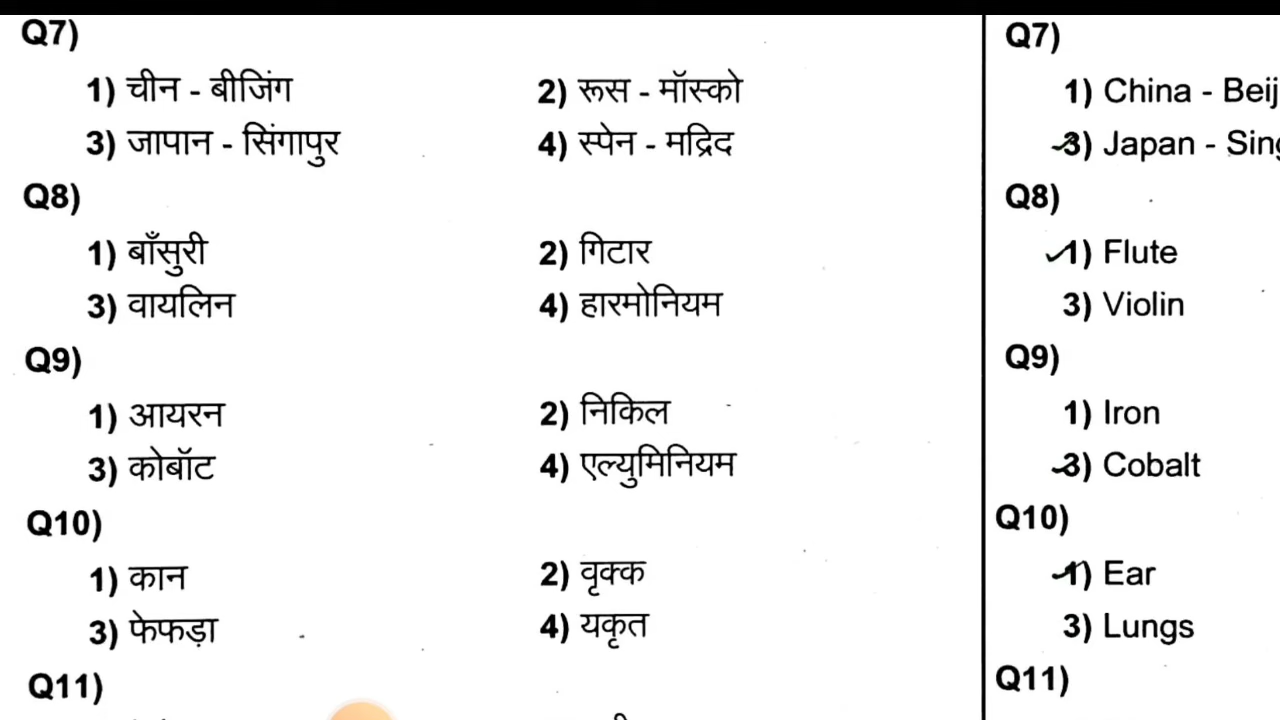 Q7)
1) चीन - बीजिंग 2) रूस - मॉस्को
3) जापान - सिंगापुर 4) स्पेन - मद्रिद
Q8)
1) बाँसुरी 2) गिटार
3) वायलिन 4) हारमोनियम
Q9)
1) आयरन 2) निकिल
3) कोबॉट 4) एल्युमिनियम
Q10)
1) कान 2) वृक्क
3) फेफड़ा 4) यकृत
Q11)
Q7)
1) China - Beij
3) Japan - Sing
Q8)
1) Flute
3) Violin
Q9)
1) Iron
3) Cobalt
Q10)
1) Ear
3) Lungs
Q11)